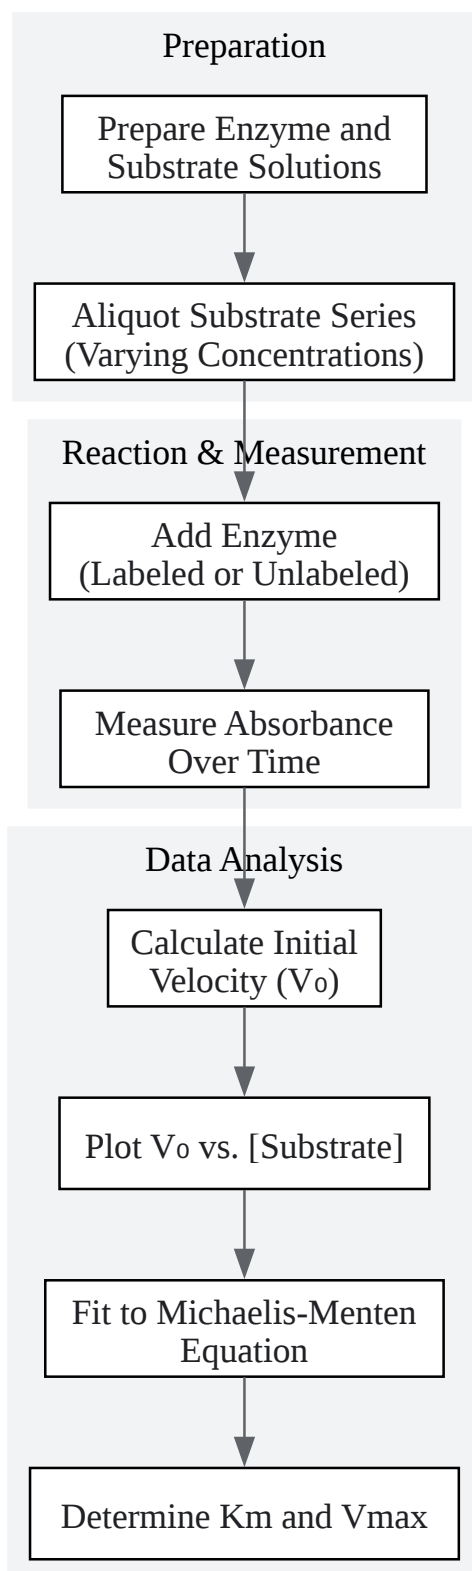 Preparation
Prepare Enzyme and
Substrate Solutions
Aliquot Substrate Series
(Varying Concentrations)
Reaction & Measurement
Add Enzyme
(Labeled or Unlabeled)
Measure Absorbance
Over Time
Data Analysis
Calculate Initial
Velocity (V₀)
Plot V₀ vs. [Substrate]
Fit to Michaelis-Menten
Equation
Determine Km and Vmax